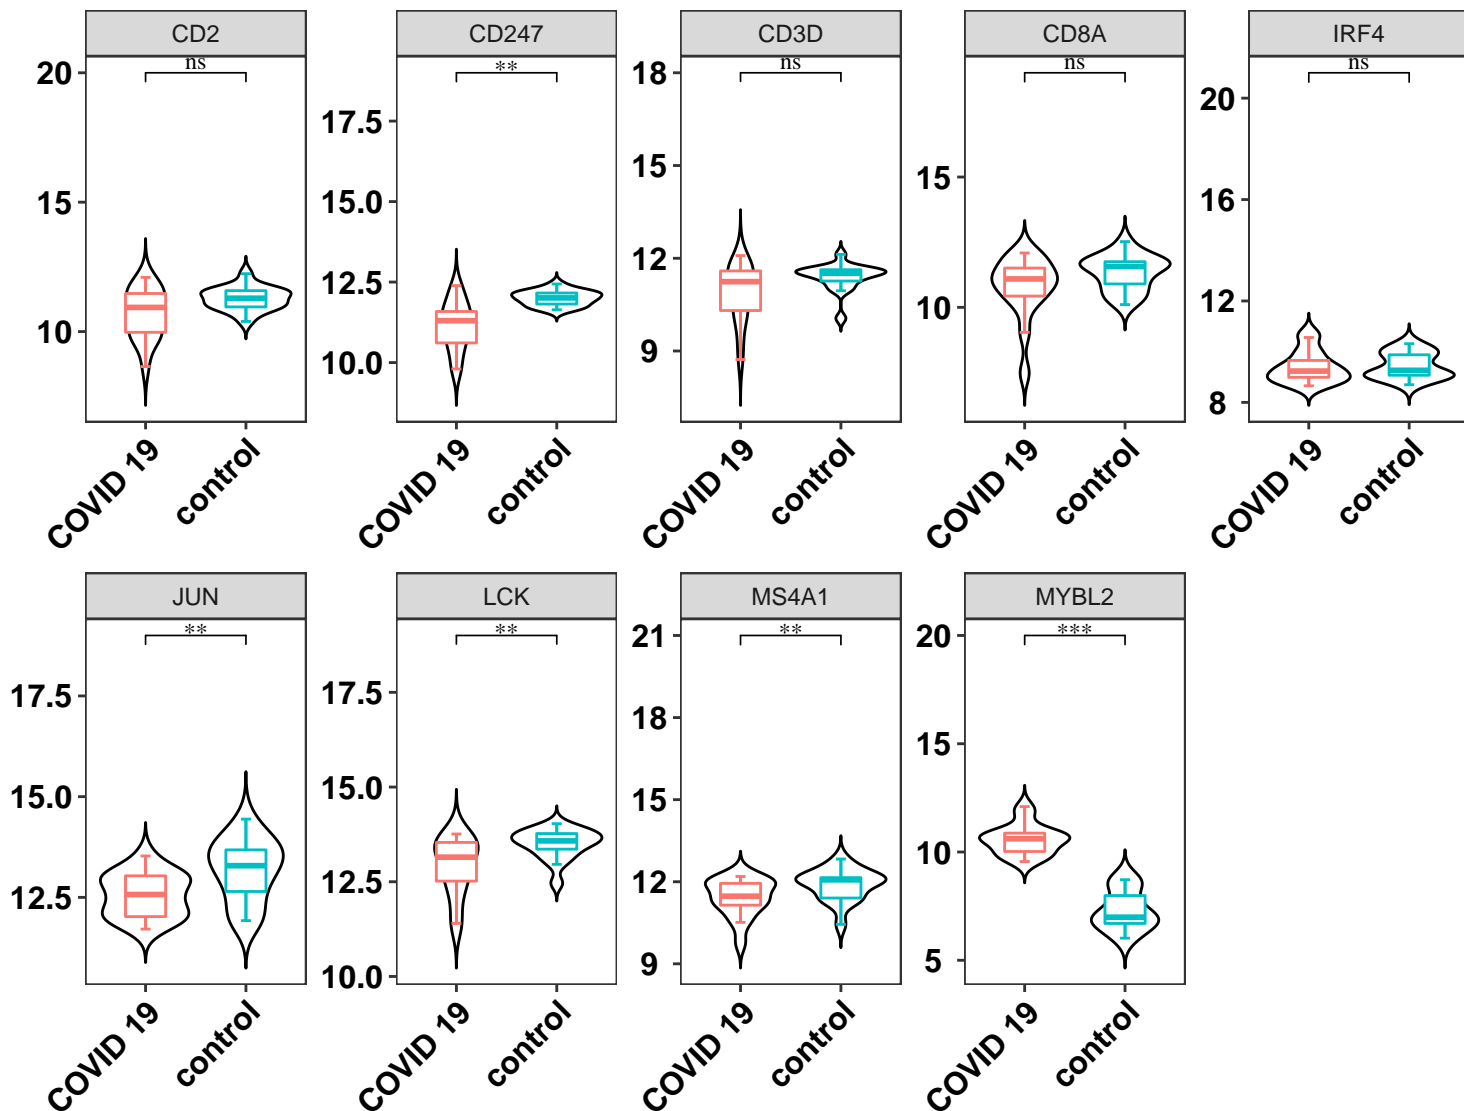 CD2
CD247
CD3D
CD8A
IRF4
ns
**
ns
ns
ns
20
15
10
17.5
15.0
12.5
10.0
18
15
12
9
15
10
20
16
12
8
COVID 19
control
COVID 19
control
COVID 19
control
COVID 19
control
COVID 19
control
JUN
LCK
MS4A1
MYBL2
**
**
**
***
17.5
15.0
12.5
17.5
15.0
12.5
10.0
21
18
15
12
9
20
15
10
5
COVID 19
control
COVID 19
control
COVID 19
control
COVID 19
control